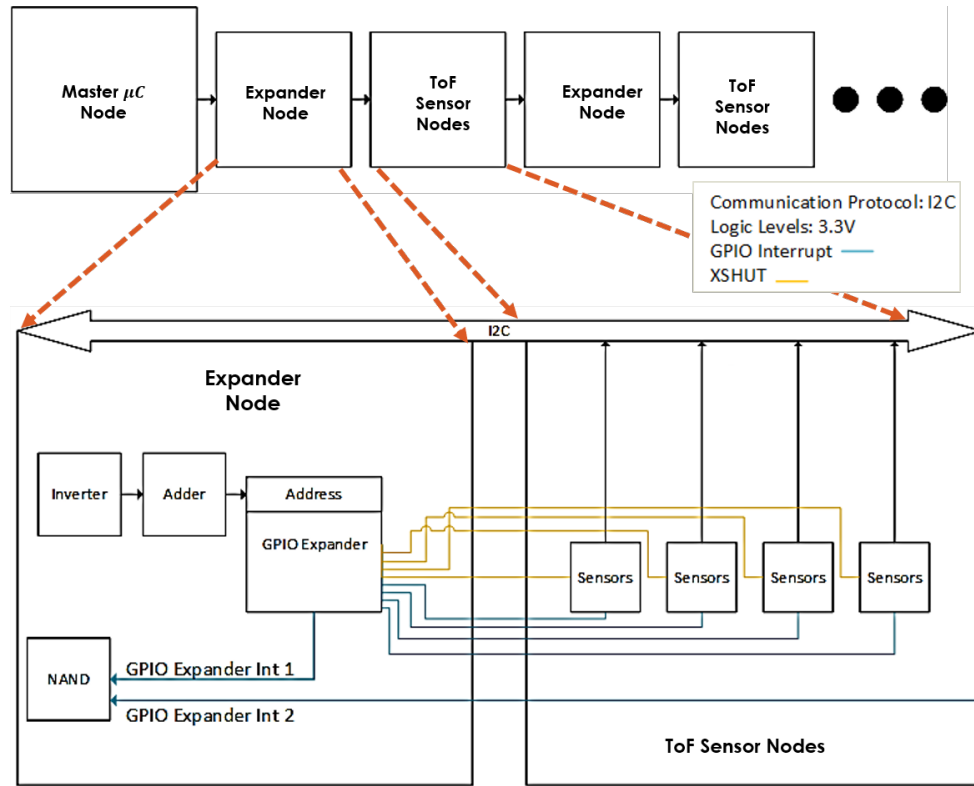 Master μC
Node
Expander
Node
ToF
Sensor
Nodes
Expander
Node
ToF
Sensor
Nodes
Communication Protocol: I2C
Logic Levels: 3.3V
GPIO Interrupt
XSHUT
I2C
Expander
Node
Inverter
Adder
Address
GPIO Expander
Sensors
Sensors
Sensors
Sensors
NAND
GPIO Expander Int 1
GPIO Expander Int 2
ToF Sensor Nodes